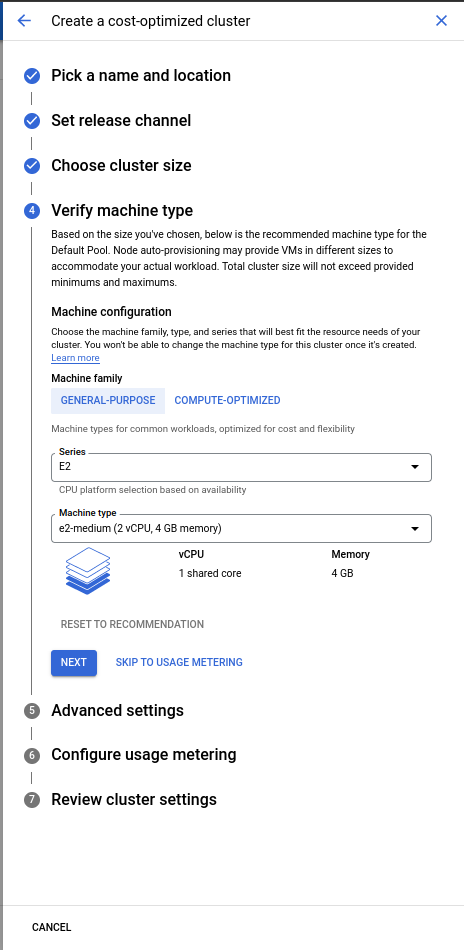 Create a cost-optimized cluster
Pick a name and location
Set release channel
Choose cluster size
4 Verify machine type
Based on the size you've chosen, below is the recommended machine type for the
Default Pool. Node auto-provisioning may provide VMs in different sizes to
accommodate your actual workload. Total cluster size will not exceed provided
minimums and maximums.
Machine configuration
Choose the machine family, type, and series that will best fit the resource needs of your
cluster. You won't be able to change the machine type for this cluster once it's created.
Learn more
Machine family
GENERAL-PURPOSE COMPUTE-OPTIMIZED
Machine types for common workloads, optimized for cost and flexibility
Series
E2
CPU platform selection based on availability
Machine type
e2-medium (2 vCPU, 4 GB memory)
vCPU Memory
1 shared core 4 GB
RESET TO RECOMMENDATION
NEXT SKIP TO USAGE METERING
5 Advanced settings
6 Configure usage metering
7 Review cluster settings
CANCEL